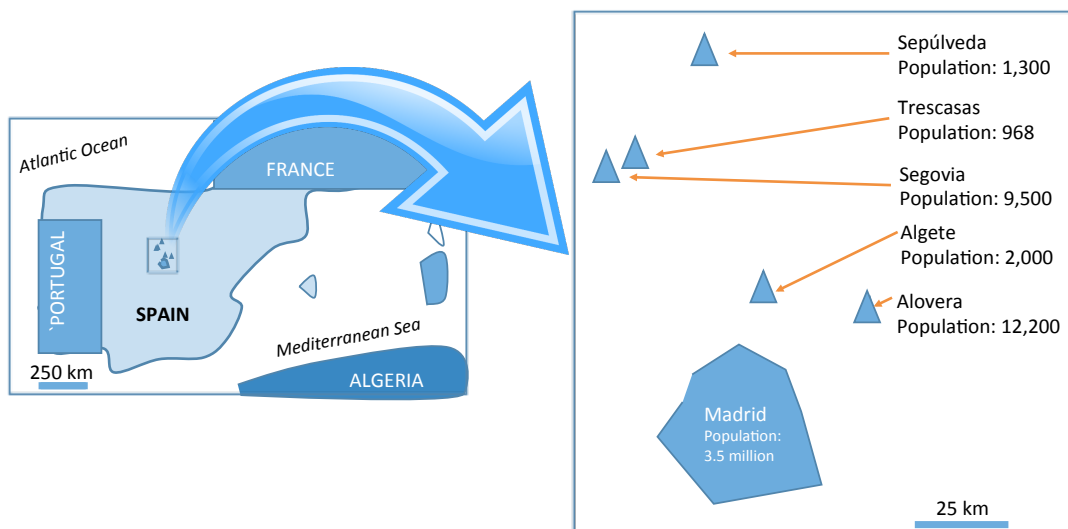 Atlantic Ocean
FRANCE
`PORTUGAL
SPAIN
Mediterranean Sea
ALGERIA
250 km
Sepúlveda
Population: 1,300
Trescasas
Population: 968
Segovia
Population: 9,500
Algete
Population: 2,000
Alovera
Population: 12,200
Madrid
Population:
3.5 million
25 km